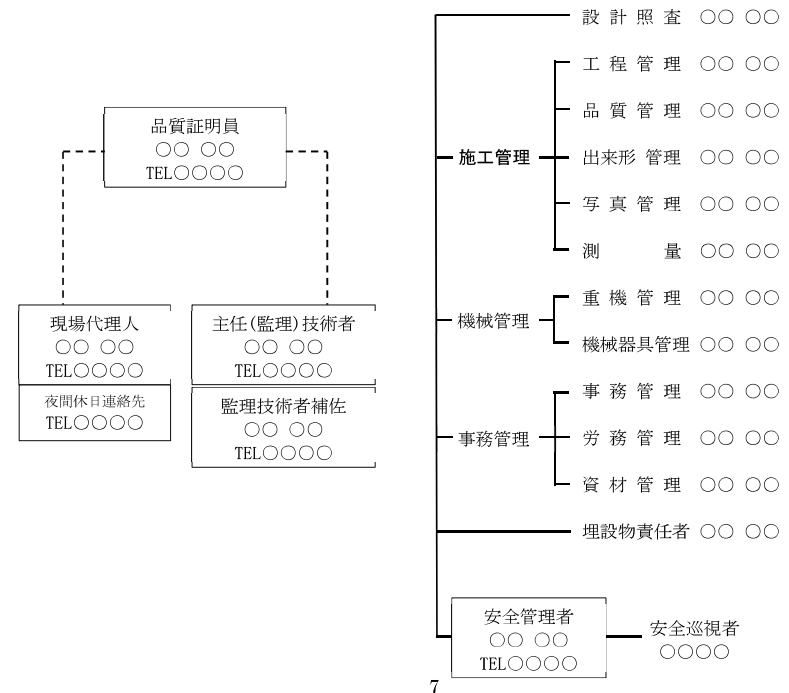 品質証明員
○○ ○○
TEL○○○○
現場代理人
○○ ○○
TEL○○○○
夜間休日連絡先
TEL○○○○
主任(監理)技術者
○○ ○○
TEL○○○○
監理技術者補佐
○○ ○○
TEL○○○○
設計照査 ○○ ○○
施工管理
工程管理 ○○ ○○
品質管理 ○○ ○○
出来形 管理 ○○ ○○
写真管理 ○○ ○○
測量 ○○ ○○
機械管理
重機管理 ○○ ○○
機械器具管理 ○○ ○○
事務管理
事務管理 ○○ ○○
労務管理 ○○ ○○
資材管理 ○○ ○○
埋設物責任者 ○○ ○○
安全管理者
○○ ○○
TEL○○○○
安全巡視者
○○○○
7